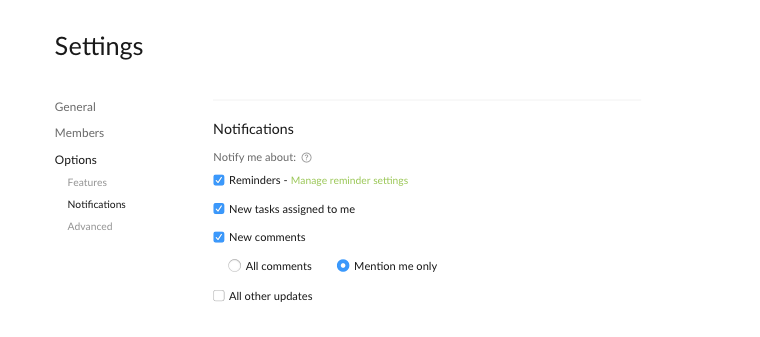 Settings
General
Members
Options
Features
Notifications
Advanced
Notifications
Notify me about: ?
Reminders - Manage reminder settings
New tasks assigned to me
New comments
All comments Mention me only
All other updates